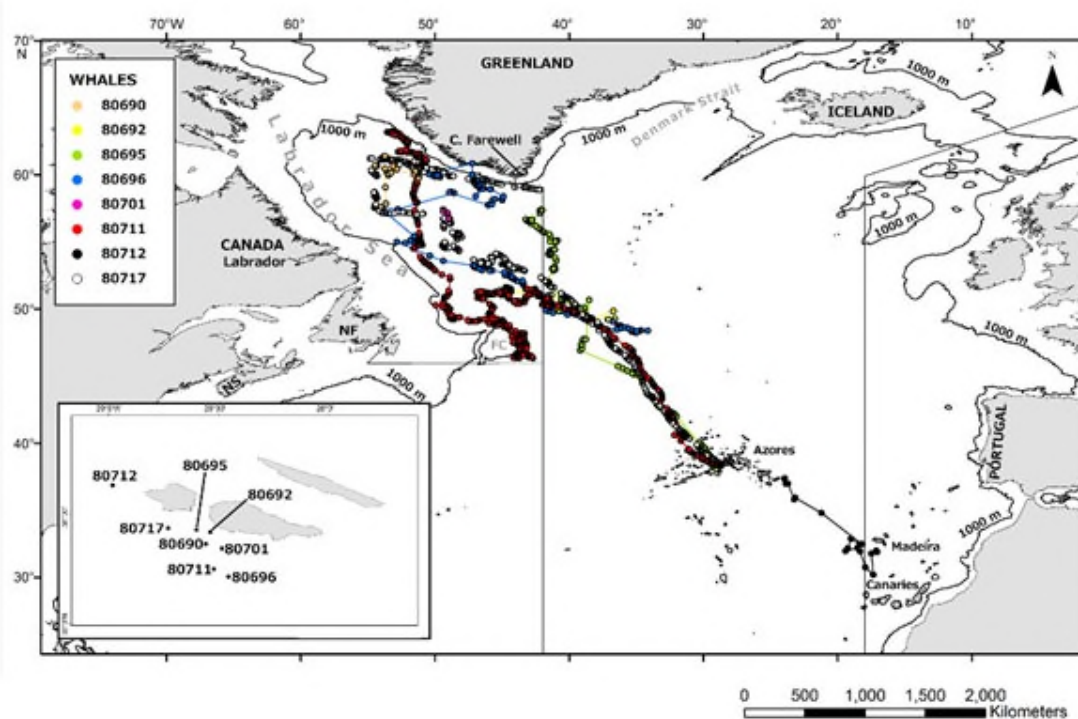 70°W 60° 50° 40° 30° 20° 10°
70°
N
60°
50°
40°
30°
WHALES
80690
80692
80695
80696
80701
80711
80712
80717
GREENLAND
C. Farewell
1000 m
Labrador Sea
CANADA
Labrador
NF
NS
FC
1000 m
1000 m
Denmark Strait
1000 m
ICELAND
N
1000 m
1000 m
1000 m
PORTUGAL
Azores
Madeira
Canaries
80712
80695
80692
80717
80690
80701
80711
80696
0 500 1,000 1,500 2,000
Kilometers